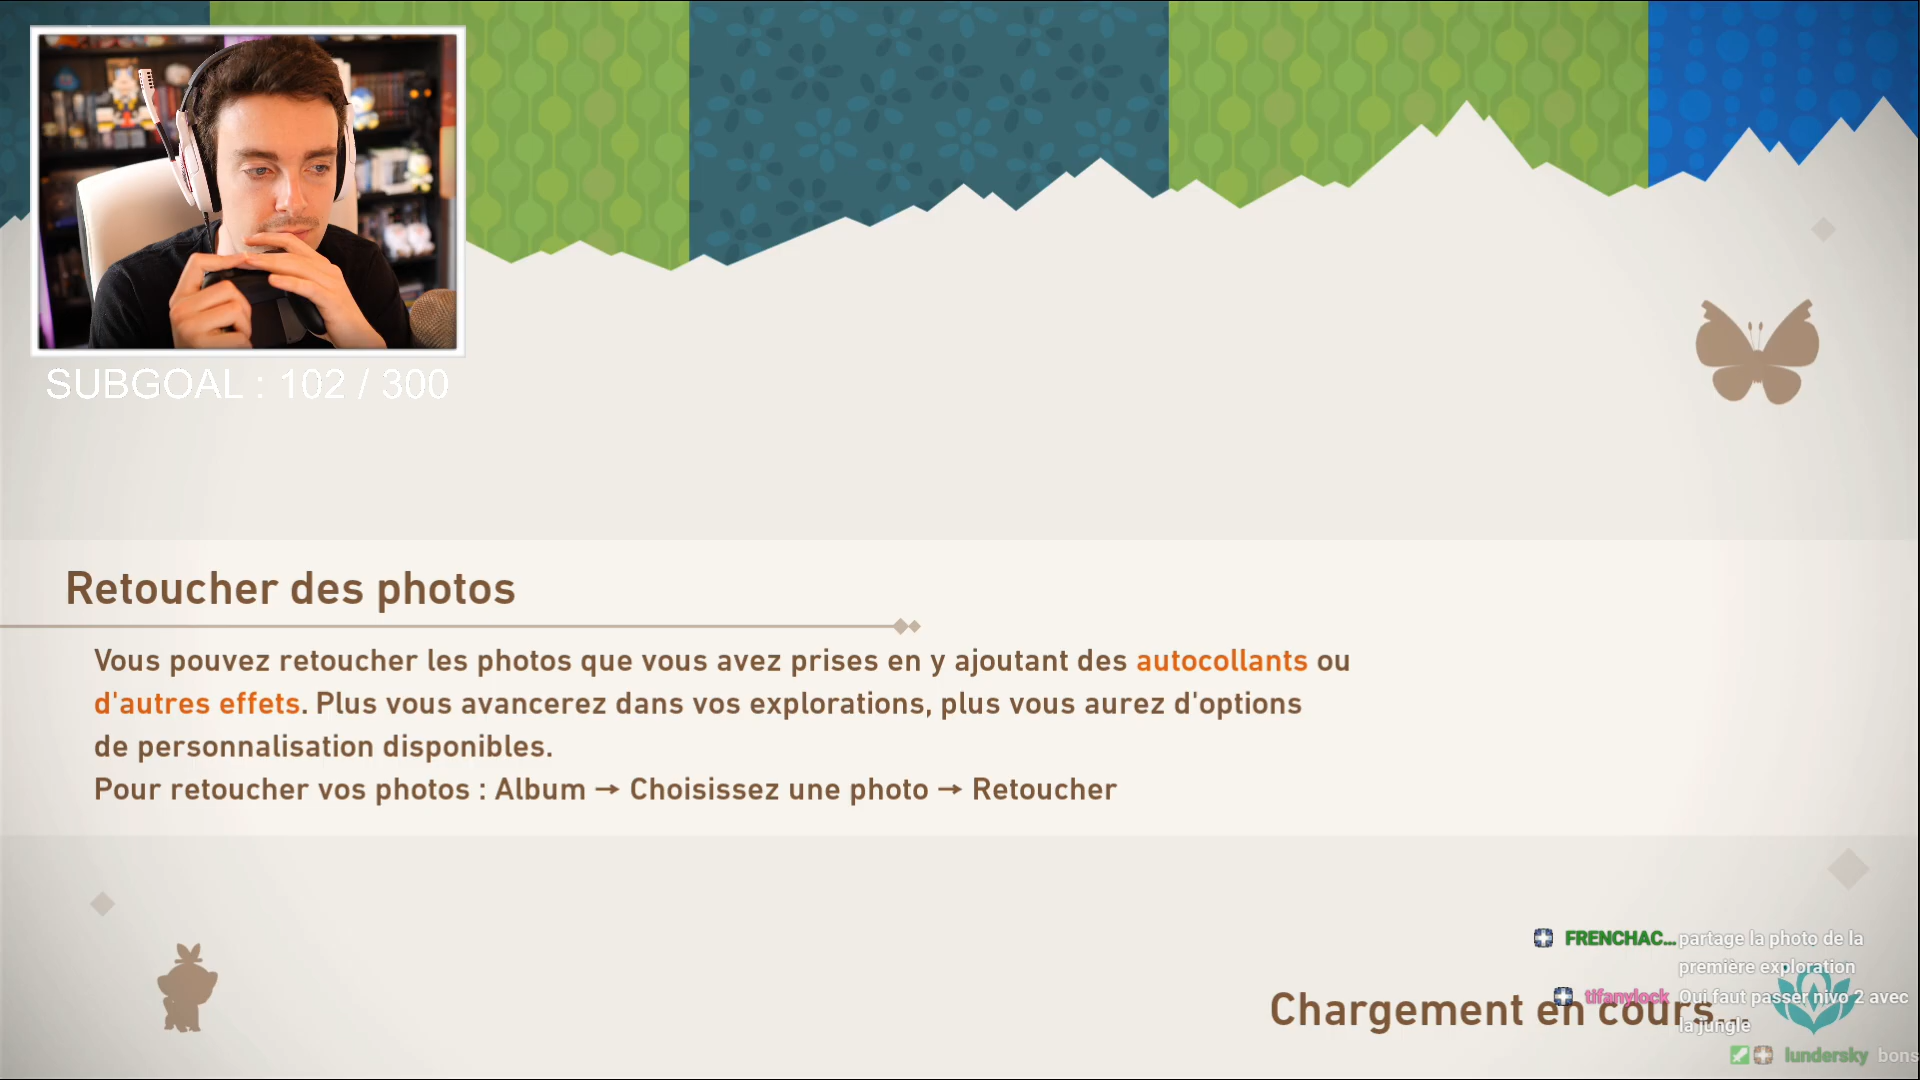 SUBGOAL : 102 / 300
Retoucher des photos
Vous pouvez retoucher les photos que vous avez prises en y ajoutant des autocollants ou
d'autres effets. Plus vous avancerez dans vos explorations, plus vous aurez d'options
de personnalisation disponibles.
Pour retoucher vos photos : Album → Choisissez une photo → Retoucher
FRENCHAC... partage la photo de la
première exploration
Chargement en cours...
tifanylock Oui faut passer nivo 2 avec
la jungle
lundersky bons